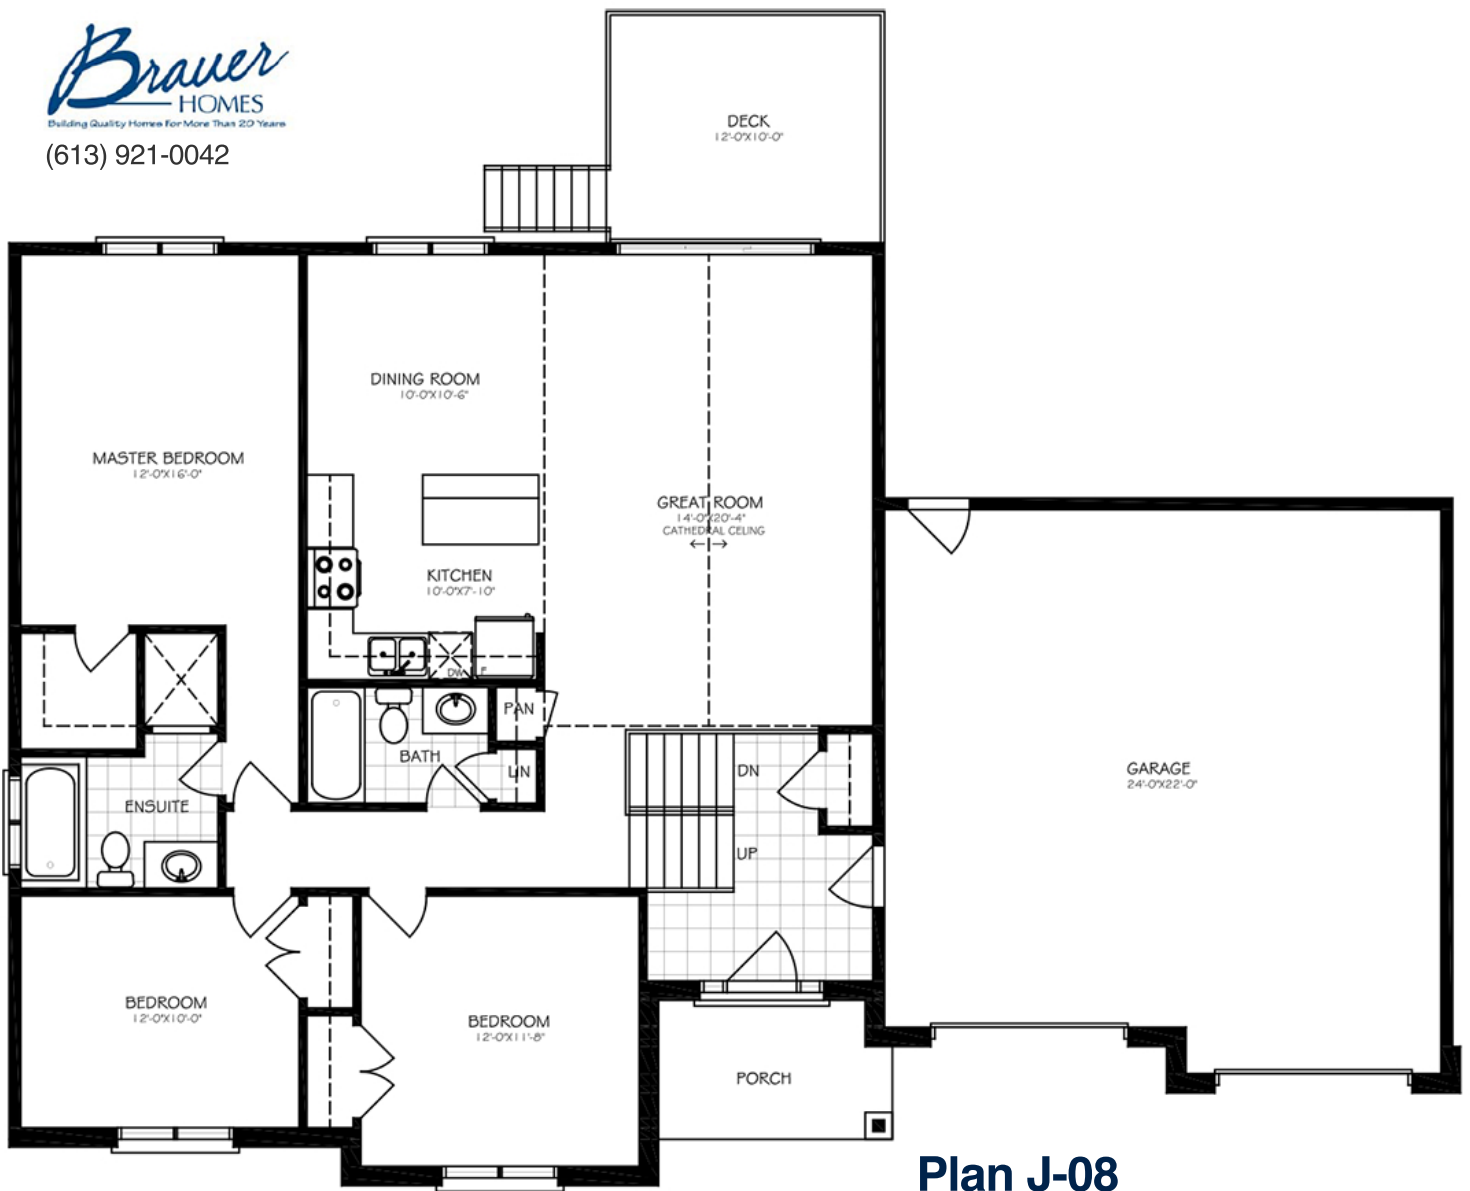 Brauer
HOMES
Building Quality Homes For More Than 20 Years
(613) 921-0042
DECK
12'-0"X10'-0"
DINING ROOM
10'-0"X10'-6"
MASTER BEDROOM
12'-0"X16'-0"
GREAT ROOM
14'-0"X20'-4"
CATHEDRAL CELING
KITCHEN
10'-0"X7'-10"
DW
F
PAN
BATH
LIN
DN
GARAGE
24'-0"X22'-0"
ENSUITE
UP
BEDROOM
12'-0"X10'-0"
BEDROOM
12'-0"X11'-8"
PORCH
Plan J-08